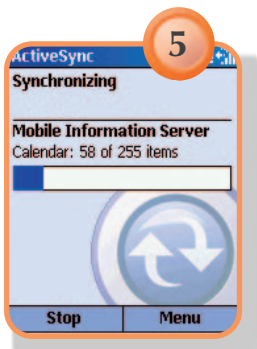 5
ActiveSync
Synchronizing
Mobile Information Server
Calendar: 58 of 255 items
Stop Menu